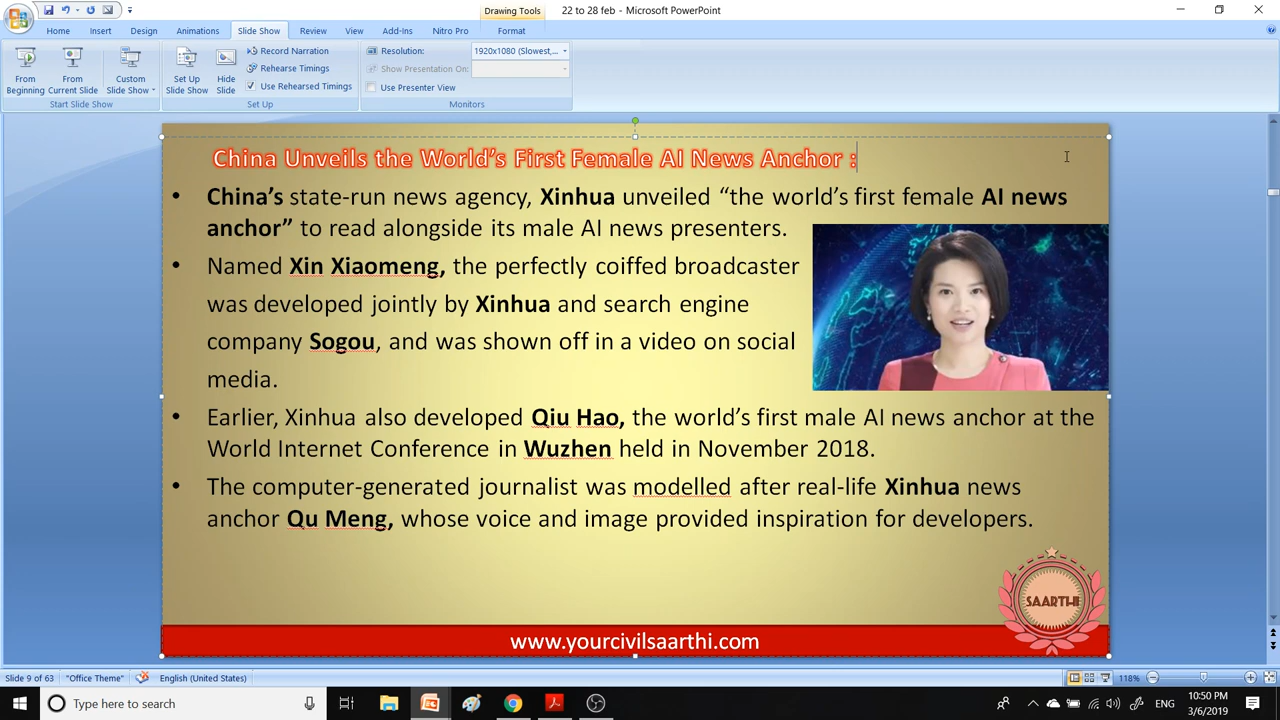 Drawing Tools
22 to 28 feb - Microsoft PowerPoint
Home Insert Design Animations Slide Show Review View Add-Ins Nitro Pro Format
From Beginning
From Current Slide
Custom Slide Show
Start Slide Show
Set Up Slide Show
Hide Slide
Record Narration
Rehearse Timings
Use Rehearsed Timings
Set Up
Resolution: 1920x1080 (Slowest,...
Show Presentation On:
Use Presenter View
Monitors
China Unveils the World’s First Female AI News Anchor :
• China’s state-run news agency, Xinhua unveiled “the world’s first female AI news
anchor” to read alongside its male AI news presenters.
• Named Xin Xiaomeng, the perfectly coiffed broadcaster
was developed jointly by Xinhua and search engine
company Sogou, and was shown off in a video on social
media.
• Earlier, Xinhua also developed Qiu Hao, the world’s first male AI news anchor at the
World Internet Conference in Wuzhen held in November 2018.
• The computer-generated journalist was modelled after real-life Xinhua news
anchor Qu Meng, whose voice and image provided inspiration for developers.
SAARTHI
www.yourcivilsaarthi.com
Slide 9 of 63 "Office Theme" English (United States) 118%
Type here to search
ENG
10:50 PM
3/6/2019